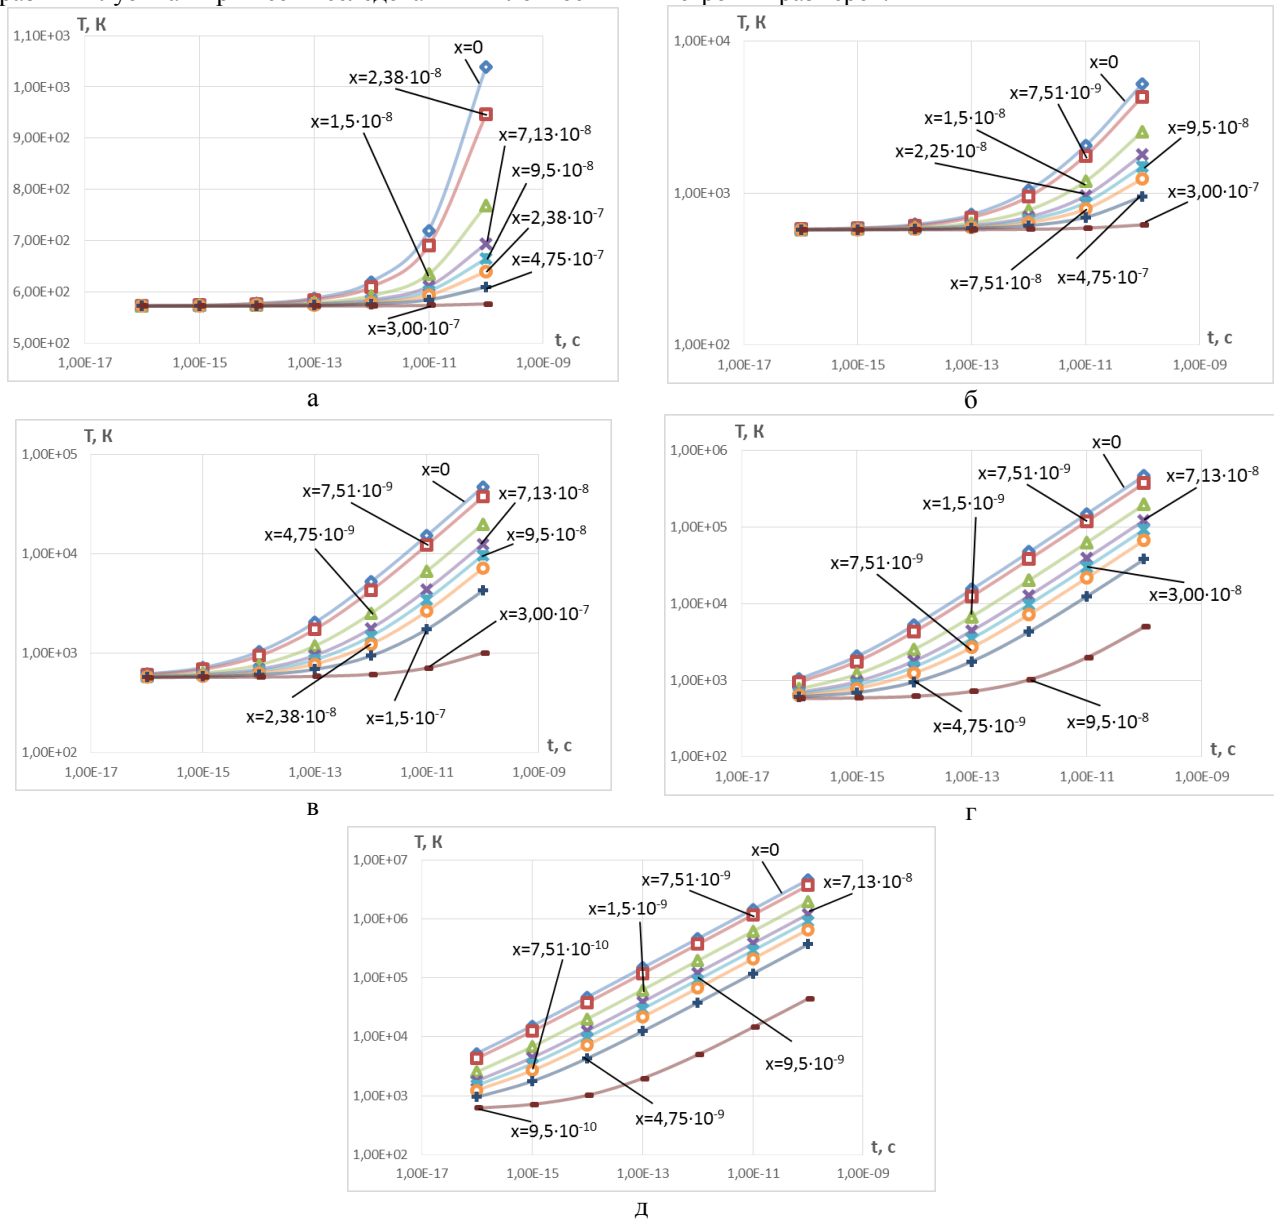 T, К
1,10E+03
1,00E+03
9,00E+02
8,00E+02
7,00E+02
6,00E+02
5,00E+02
1,00E-17
1,00E-15
1,00E-13
1,00E-11
1,00E-09
t, с
x=0
x=2,38·10⁻⁸
x=1,5·10⁻⁸
x=7,13·10⁻⁸
x=9,5·10⁻⁸
x=2,38·10⁻⁷
x=4,75·10⁻⁷
x=3,00·10⁻⁷
а
T, К
1,00E+04
1,00E+03
1,00E+02
1,00E-17
1,00E-15
1,00E-13
1,00E-11
1,00E-09
t, с
x=0
x=7,51·10⁻⁹
x=1,5·10⁻⁸
x=2,25·10⁻⁸
x=9,5·10⁻⁸
x=3,00·10⁻⁷
x=7,51·10⁻⁸
x=4,75·10⁻⁷
б
T, К
1,00E+05
1,00E+04
1,00E+03
1,00E+02
1,00E-17
1,00E-15
1,00E-13
1,00E-11
1,00E-09
t, с
x=0
x=7,51·10⁻⁹
x=7,13·10⁻⁸
x=4,75·10⁻⁹
x=9,5·10⁻⁸
x=3,00·10⁻⁷
x=2,38·10⁻⁸
x=1,5·10⁻⁷
в
T, К
1,00E+06
1,00E+05
1,00E+04
1,00E+03
1,00E+02
1,00E-17
1,00E-15
1,00E-13
1,00E-11
1,00E-09
t, с
x=0
x=7,51·10⁻⁹
x=7,13·10⁻⁸
x=1,5·10⁻⁹
x=7,51·10⁻⁹
x=3,00·10⁻⁸
x=4,75·10⁻⁹
x=9,5·10⁻⁸
г
T, К
1,00E+07
1,00E+06
1,00E+05
1,00E+04
1,00E+03
1,00E+02
1,00E-17
1,00E-15
1,00E-13
1,00E-11
1,00E-09
t, с
x=0
x=7,51·10⁻⁹
x=7,13·10⁻⁸
x=1,5·10⁻⁹
x=7,51·10⁻¹⁰
x=9,5·10⁻⁹
x=4,75·10⁻⁹
x=9,5·10⁻¹⁰
д